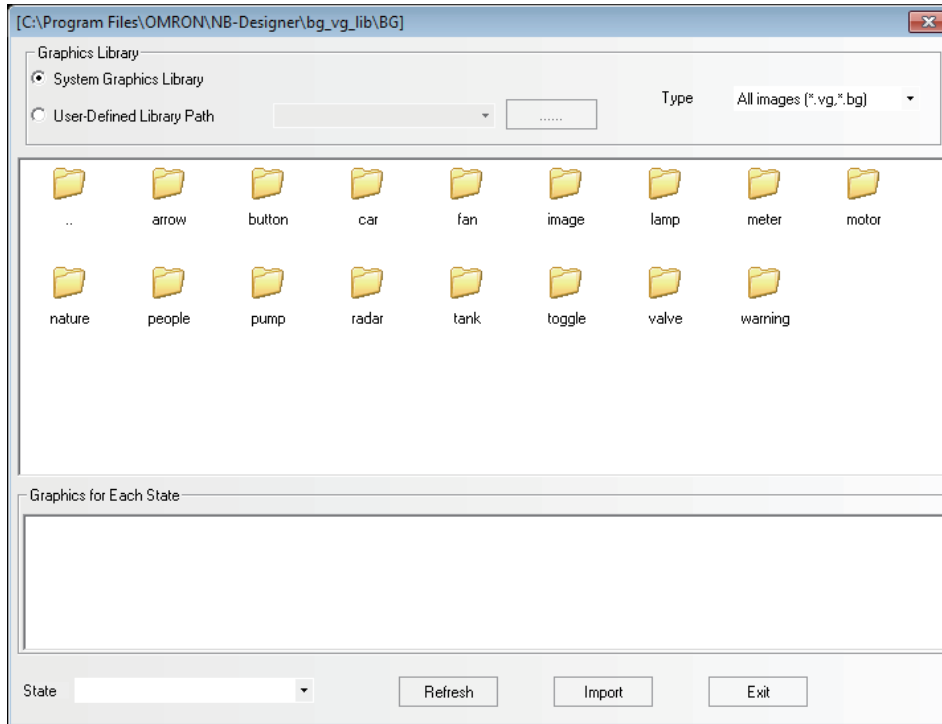 [C:\Program Files\OMRON\NB-Designer\bg_vg_lib\BG]
Graphics Library
System Graphics Library
User-Defined Library Path
......
Type
All images (*.vg,*.bg)
.. arrow button car fan image lamp meter motor
nature people pump radar tank toggle valve warning
Graphics for Each State
State
Refresh
Import
Exit